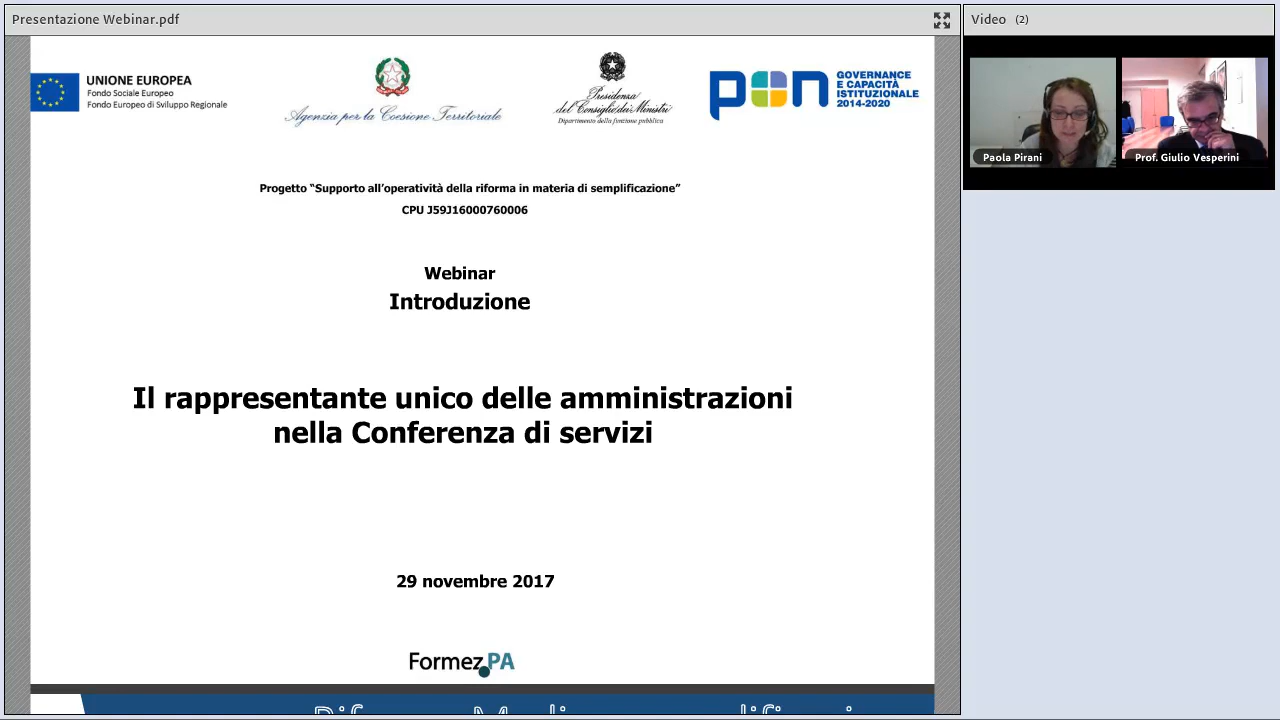 Presentazione Webinar.pdf
Video (2)
UNIONE EUROPEA
Fondo Sociale Europeo
Fondo Europeo di Sviluppo Regionale
Agenzia per la Coesione Territoriale
Presidenza
del Consiglio dei Ministri
Dipartimento della funzione pubblica
pon
GOVERNANCE
E CAPACITÀ
ISTITUZIONALE
2014-2020
Paola Pirani
Prof. Giulio Vesperini
Progetto “Supporto all’operatività della riforma in materia di semplificazione”
CPU J59J16000760006
Webinar
Introduzione
Il rappresentante unico delle amministrazioni
nella Conferenza di servizi
29 novembre 2017
Formez PA